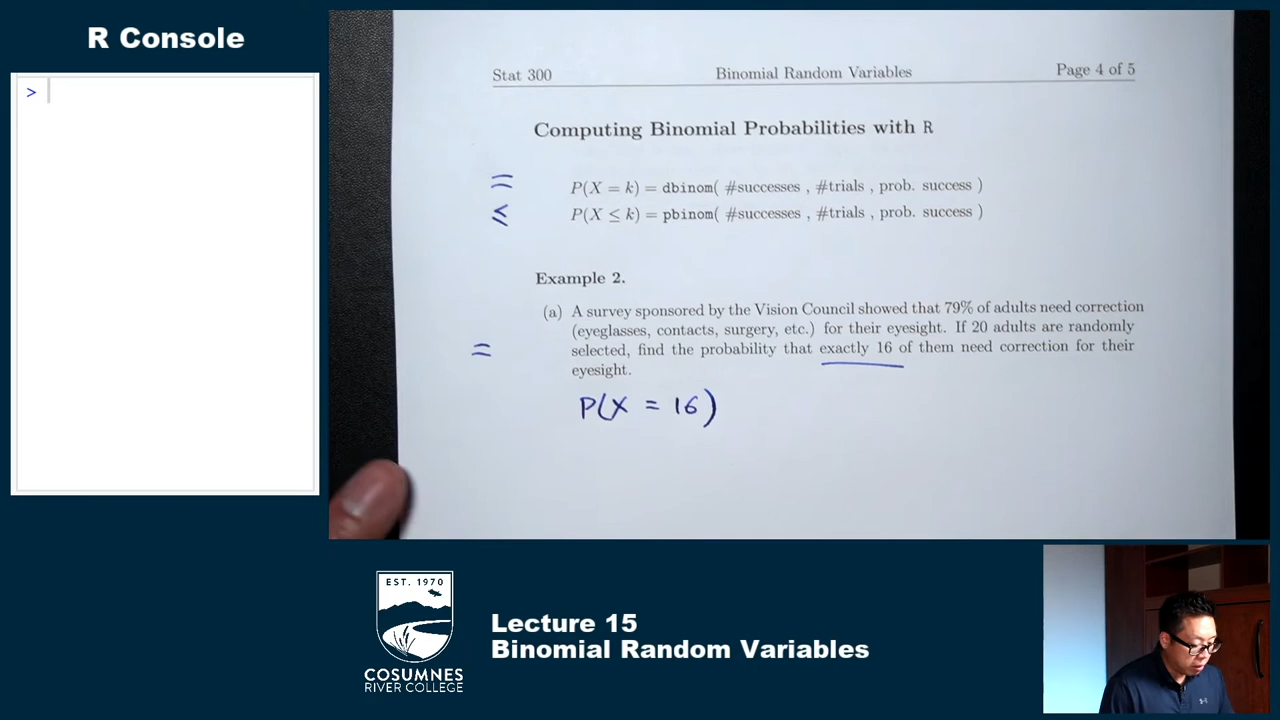 R Console
>
Stat 300 Binomial Random Variables Page 4 of 5
Computing Binomial Probabilities with R
= P(X = k) = dbinom( #successes , #trials , prob. success )
≤ P(X ≤ k) = pbinom( #successes , #trials , prob. success )
Example 2.
(a) A survey sponsored by the Vision Council showed that 79% of adults need correction
(eyeglasses, contacts, surgery, etc.) for their eyesight. If 20 adults are randomly
= selected, find the probability that exactly 16 of them need correction for their
eyesight.
P(X = 16)
EST. 1970
COSUMNES
RIVER COLLEGE
Lecture 15
Binomial Random Variables